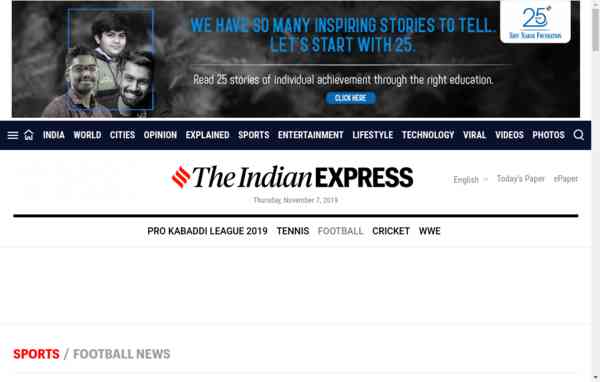 WE HAVE SO MANY INSPIRING STORIES TO TELL.
LET'S START WITH 25.
Read 25 stories of individual achievement through the right education.
CLICK HERE
25
SHIV NADAR FOUNDATION
INDIA WORLD CITIES OPINION EXPLAINED SPORTS ENTERTAINMENT LIFESTYLE TECHNOLOGY VIRAL VIDEOS PHOTOS
The Indian EXPRESS
Thursday, November 7, 2019
English Today's Paper ePaper
PRO KABADDI LEAGUE 2019 TENNIS FOOTBALL CRICKET WWE
SPORTS / FOOTBALL NEWS